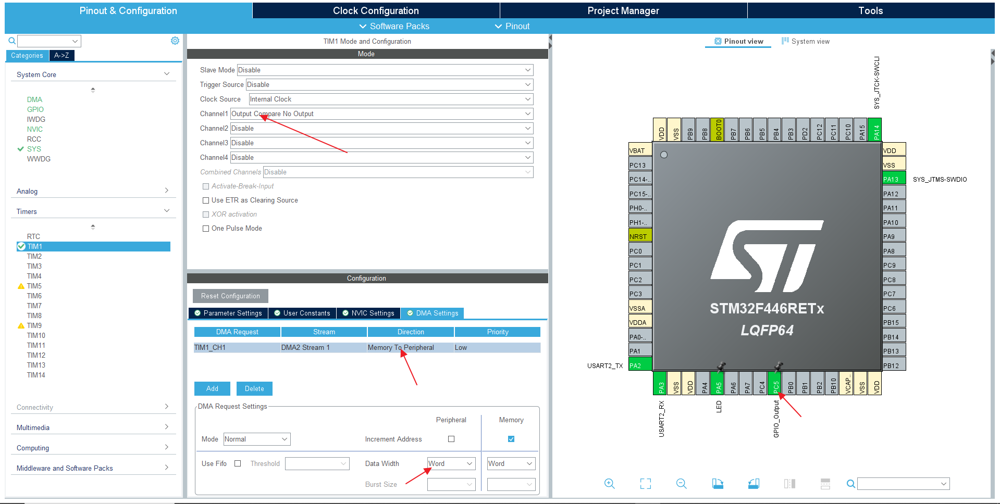 Pinout & Configuration
Clock Configuration
Project Manager
Tools
Software Packs
Pinout
Categories
A->Z
System Core
DMA
GPIO
IWDG
NVIC
RCC
SYS
WWDG
Analog
Timers
RTC
TIM1
TIM2
TIM3
TIM4
TIM5
TIM6
TIM7
TIM8
TIM9
TIM10
TIM11
TIM12
TIM13
TIM14
Connectivity
Multimedia
Computing
Middleware and Software Packs
TIM1 Mode and Configuration
Mode
Slave Mode Disable
Trigger Source Disable
Clock Source Internal Clock
Channel1 Output Compare No Output
Channel2 Disable
Channel3 Disable
Channel4 Disable
Combined Channels Disable
Activate-Break-Input
Use ETR as Clearing Source
XOR activation
One Pulse Mode
Configuration
Reset Configuration
Parameter Settings
User Constants
NVIC Settings
DMA Settings
DMA Request
Stream
Direction
Priority
TIM1_CH1
DMA2 Stream 1
Memory To Peripheral
Low
Add
Delete
DMA Request Settings
Peripheral
Memory
Mode Normal
Increment Address
Use Fifo
Threshold
Data Width
Word
Word
Burst Size
Pinout view
System view
SYS_JTCK-SWCLI
VDD
VSS
PB9
PB8
BOOT0
PB7
PB6
PB5
PB4
PB3
PD2
PC12
PC11
PC10
PA15
PA14
VBAT
PC13
PC14-..
PC15-..
PH0-..
PH1-..
NRST
PC0
PC1
PC2
PC3
VSSA
VDDA
PA0-..
PA1
USART2_TX
PA2
VDD
VSS
PA13
SYS_JTMS-SWDIO
PA12
PA11
PA10
PA9
PA8
PC9
PC8
PC7
PC6
PB15
PB14
PB13
PB12
ST
STM32F446RETx
LQFP64
PA3
VSS
VDD
PA4
PA5
PA6
PA7
PC4
PC5
PB0
PB1
PB2
PB10
VCAP..
VSS
VDD
USART2_RX
LED
GPIO_Output